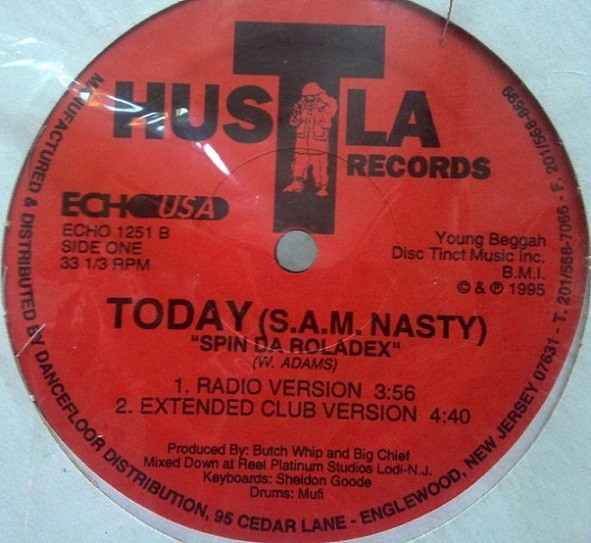 HUSTLA
RECORDS
ECHO USA
ECHO 1251 B
SIDE ONE
33 1/3 RPM
Young Beggah
Disc Tinct Music Inc.
B.M.I.
© & ℗ 1995
TODAY (S.A.M. NASTY)
"SPIN DA ROLADEX"
(W. ADAMS)
1. RADIO VERSION 3:56
2. EXTENDED CLUB VERSION 4:40
Produced By: Butch Whip and Big Chief
Mixed Down at Reel Platinum Studios Lodi-N.J.
Keyboards: Sheldon Goode
Drums: Mufi
MANUFACTURED & DISTRIBUTED BY DANCEFLOOR DISTRIBUTION, 95 CEDAR LANE - ENGLEWOOD, NEW JERSEY 07631 - T. 201/568-7066 - F. 201/568-8699